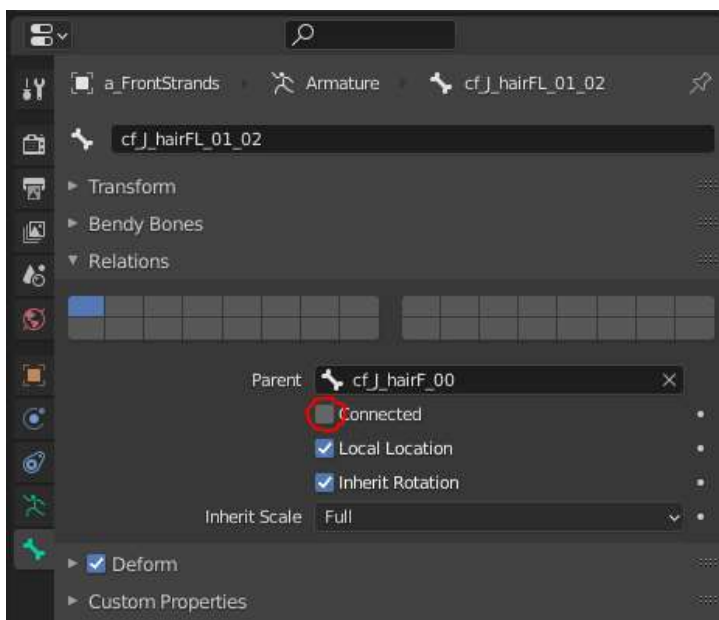 a_FrontStrands Armature cf_J_hairFL_01_02
cf_J_hairFL_01_02
Transform
Bendy Bones
Relations
Parent cf_J_hairF_00
Connected
Local Location
Inherit Rotation
Inherit Scale Full
Deform
Custom Properties